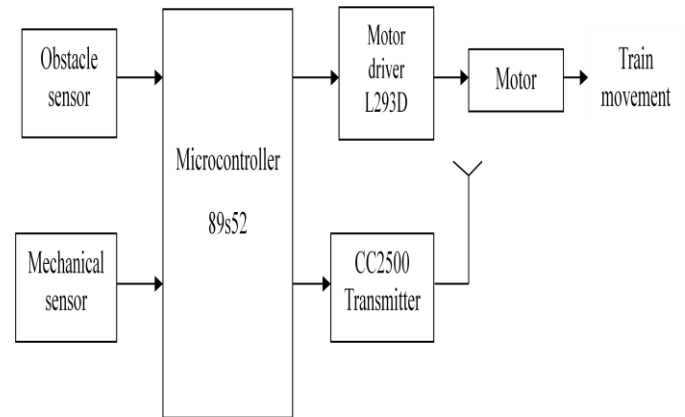 Obstacle
sensor
Mechanical
sensor
Microcontroller
89s52
Motor
driver
L293D
Motor
Train
movement
CC2500
Transmitter